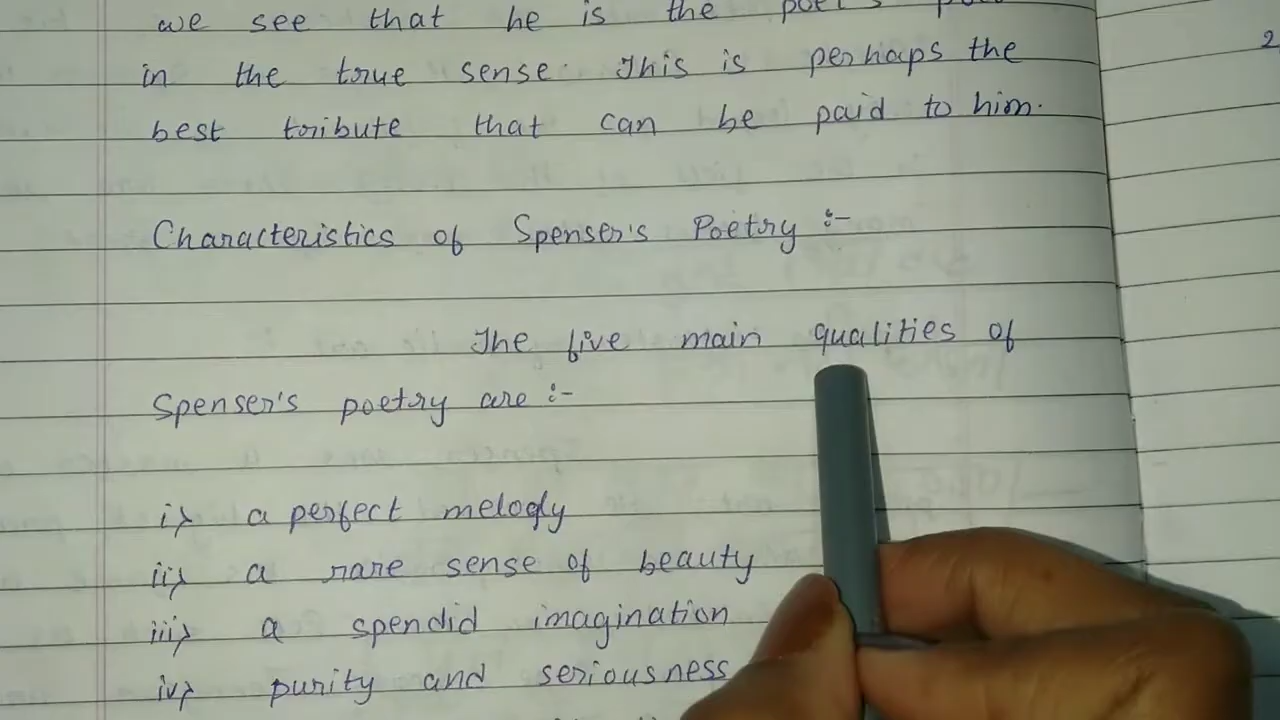 we see that he is the poet's
in the true sense. This is perhaps the
best tribute that can be paid to him.
2
Characteristics of Spenser's Poetry :-
The five main qualities of
Spenser's poetry are :-
i) a perfect melody
ii) a rare sense of beauty
iii) a spendid imagination
iv) purity and seriousness